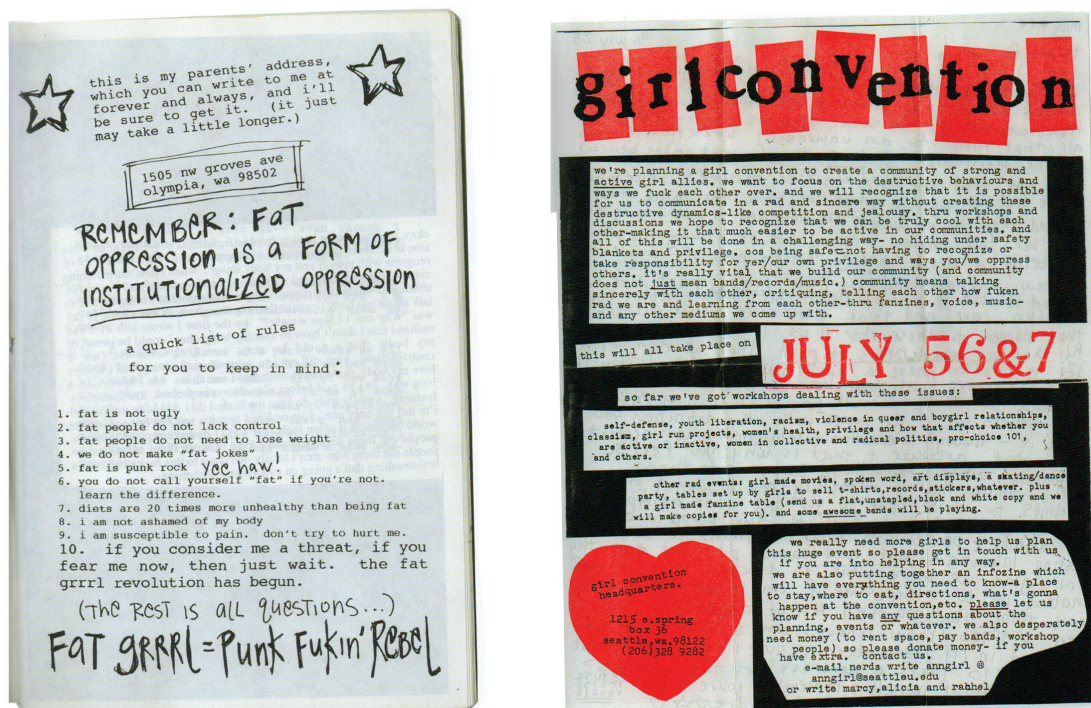 this is my parents' address,
which you can write to me at
forever and always, and i'll
be sure to get it. (it just
may take a little longer.)
1505 nw groves ave
olympia, wa 98502
REMEMBER: FAT
OPPRESSION IS A FORM OF
INSTITUTIONALIZED OPPRESSION
a quick list of rules
for you to keep in mind:
1. fat is not ugly
2. fat people do not lack control
3. fat people do not need to lose weight
4. we do not make "fat jokes"
5. fat is punk rock yee haw!
6. you do not call yourself "fat" if you're not.
learn the difference.
7. diets are 20 times more unhealthy than being fat
8. i am not ashamed of my body
9. i am susceptible to pain. don't try to hurt me.
10. if you consider me a threat, if you
fear me now, then just wait. the fat
grrrl revolution has begun.
(THE REST IS ALL QUESTIONS...)
FAT GRRRL = PUNK FUKIN' REBEL
girlconvention
we're planning a girl convention to create a community of strong and
active girl allies. we want to focus on the destructive behaviours and
ways we fuck each other over. and we will recognize that it is possible
for us to communicate in a rad and sincere way without creating these
destructive dynamics-like competition and jealousy. thru workshops and
discussions we hope to recognize that we can be truly cool with each
other-making it that much easier to be active in our communities. and
all of this will be done in a challenging way- no hiding under safety
blankets and privilege. cos being safe=not having to recognize or
take responsibility for yer/our own privilege and ways you/we oppress
others. it's really vital that we build our community (and community
does not just mean bands/records/music.) community means talking
sincerely with each other, critiquing, telling each other how fuken
rad we are and learning from each other-thru fanzines, voice, music-
and any other mediums we come up with.
this will all take place on
JULY 56&7
so far we've got workshops dealing with these issues:
self-defense, youth liberation, racism, violence in queer and boygirl relationships,
classism, girl run projects, women's health, privilege and how that affects whether you
are active or inactive, women in collective and radical politics, pro-choice 101,
and others.
other rad events: girl made movies, spoken word, art displays, a skating/dance
party, tables set up by girls to sell t-shirts,records,stickers,whatever. plus
a girl made fanzine table (send us a flat,unstapled,black and white copy and we
will make copies for you). and some awesome bands will be playing.
girl convention
headquarters.
1215 e.spring
box 36
seattle,wa.98122
(206)328 9282
we really need more girls to help us plan
this huge event so please get in touch with us
if you are into helping in any way.
we are also putting together an infozine which
will have everything you need to know-a place
to stay,where to eat, directions, what's gonna
happen at the convention,etc. please let us
know if you have any questions about the
planning, events or whatever. we also desperately
need money (to rent space, pay bands, workshop
people) so please donate money- if you
have extra. contact us.
e-mail nerds write anngirl @
anngirl@seattleu.edu
or write marcy,alicia and rahhel